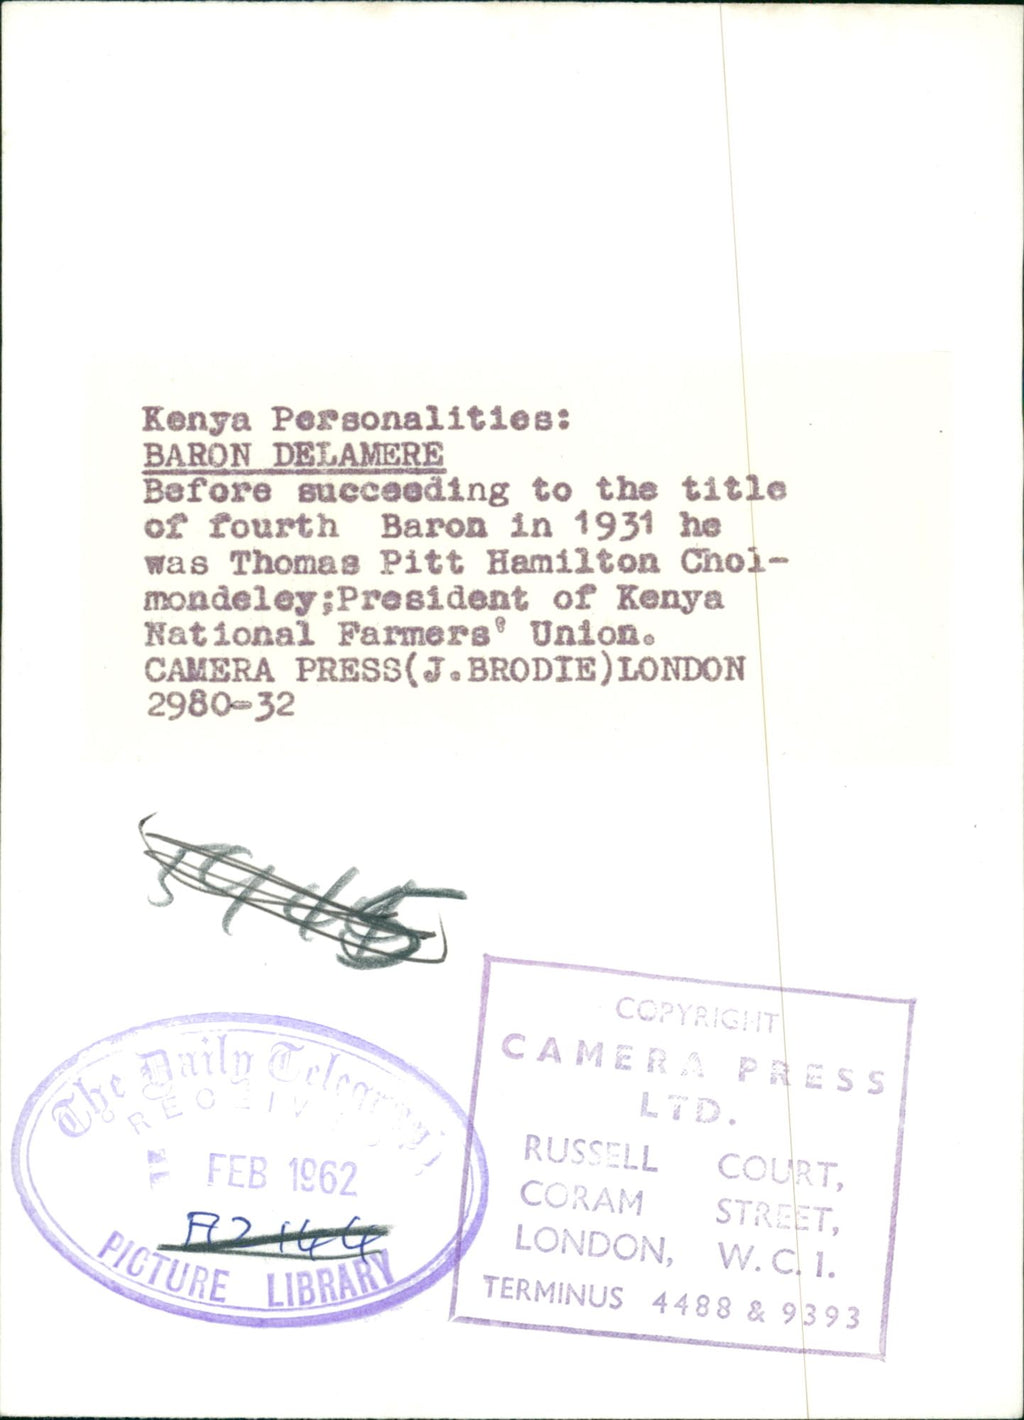 Kenya Personalities:
BARON DELAMERE
Before succeeding to the title
of fourth Baron in 1931 he
was Thomas Pitt Hamilton Chol-
mondeley;President of Kenya
National Farmers' Union.
CAMERA PRESS(J.BRODIE)LONDON
2980-32
The Daily Telegraph
FEB 1962
A2144
PICTURE LIBRARY
COPYRIGHT
CAMERA PRESS
LTD.
RUSSELL COURT,
CORAM STREET,
LONDON, W.C.1.
TERMINUS 4488 & 9393